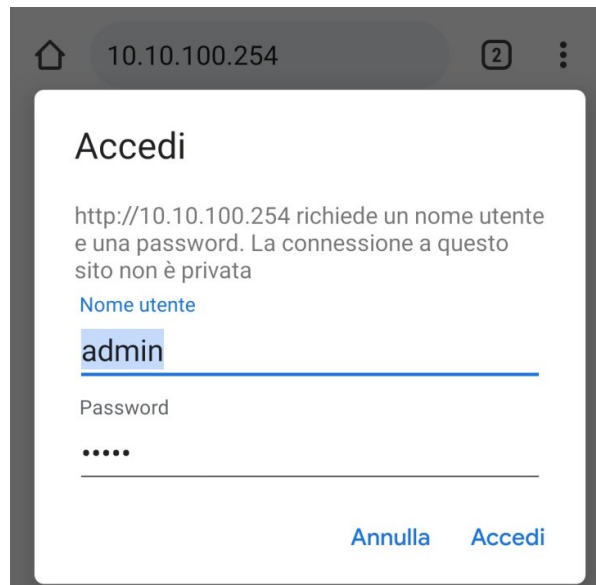 10.10.100.254
2
Accedi
http://10.10.100.254 richiede un nome utente
e una password. La connessione a questo
sito non è privata
Nome utente
admin
Password
•••••
Annulla Accedi